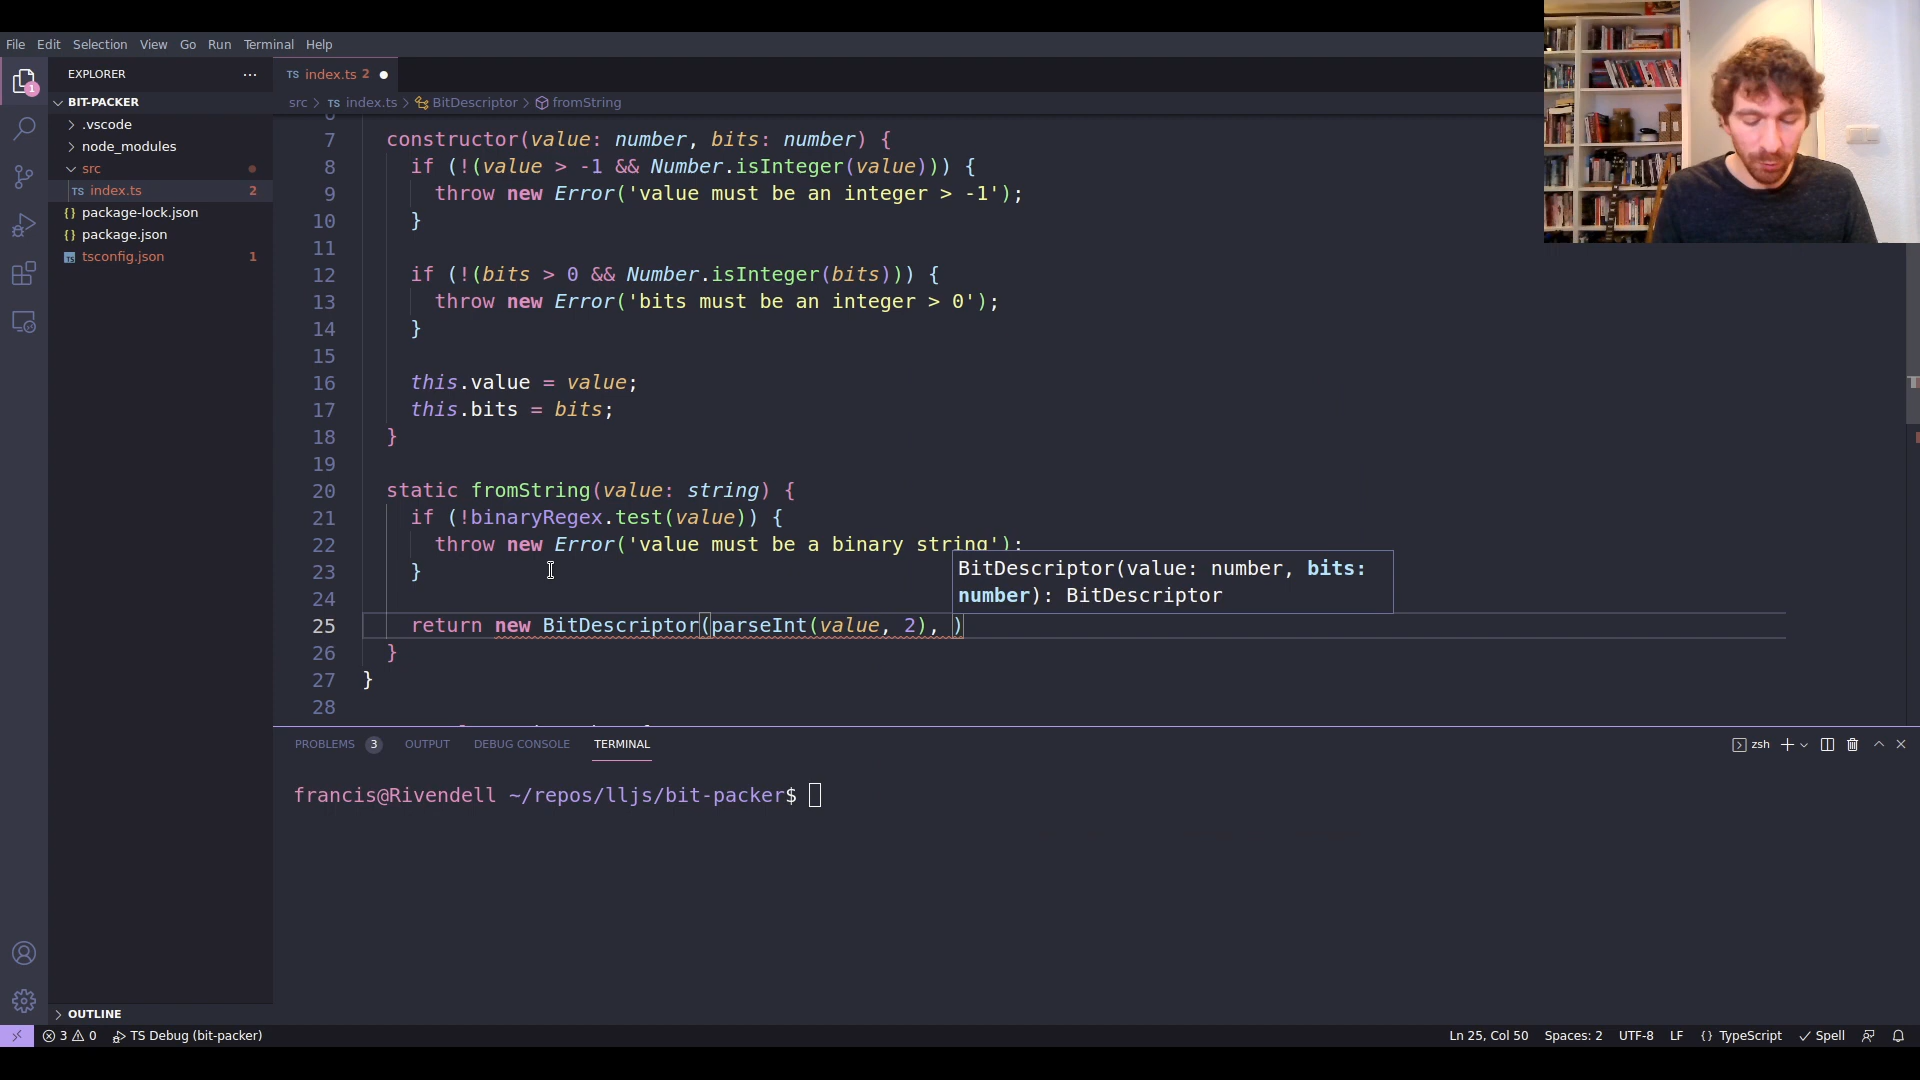 File Edit Selection View Go Run Terminal Help
EXPLORER
BIT-PACKER
.vscode
node_modules
src
TS index.ts 2
{} package-lock.json
{} package.json
tsconfig.json 1
OUTLINE
1
TS index.ts 2
src > TS index.ts > BitDescriptor > fromString
7 constructor(value: number, bits: number) {
8 if (!(value > -1 && Number.isInteger(value))) {
9 throw new Error('value must be an integer > -1');
10 }
11
12 if (!(bits > 0 && Number.isInteger(bits))) {
13 throw new Error('bits must be an integer > 0');
14 }
15
16 this.value = value;
17 this.bits = bits;
18 }
19
20 static fromString(value: string) {
21 if (!binaryRegex.test(value)) {
22 throw new Error('value must be a binary string');
23 }
24
BitDescriptor(value: number, bits:
number): BitDescriptor
25 return new BitDescriptor(parseInt(value, 2), )
26 }
27 }
28
PROBLEMS 3 OUTPUT DEBUG CONSOLE TERMINAL
zsh
francis@Rivendell ~/repos/lljs/bit-packer$
3 0 TS Debug (bit-packer)
Ln 25, Col 50 Spaces: 2 UTF-8 LF {} TypeScript Spell